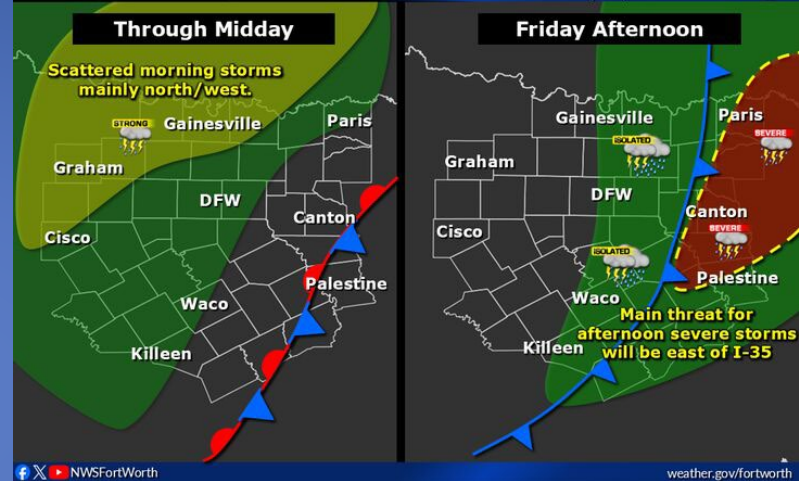 Through Midday
Scattered morning storms
mainly north/west.
STRONG
Gainesville
Paris
Graham
DFW
Canton
Cisco
Palestine
Waco
Killeen
Friday Afternoon
Gainesville
Paris
ISOLATED
SEVERE
Graham
DFW
Canton
Cisco
SEVERE
ISOLATED
Palestine
Waco
Main threat for
afternoon severe storms
Killeen
will be east of I-35
NWSFortWorth
weather.gov/fortworth